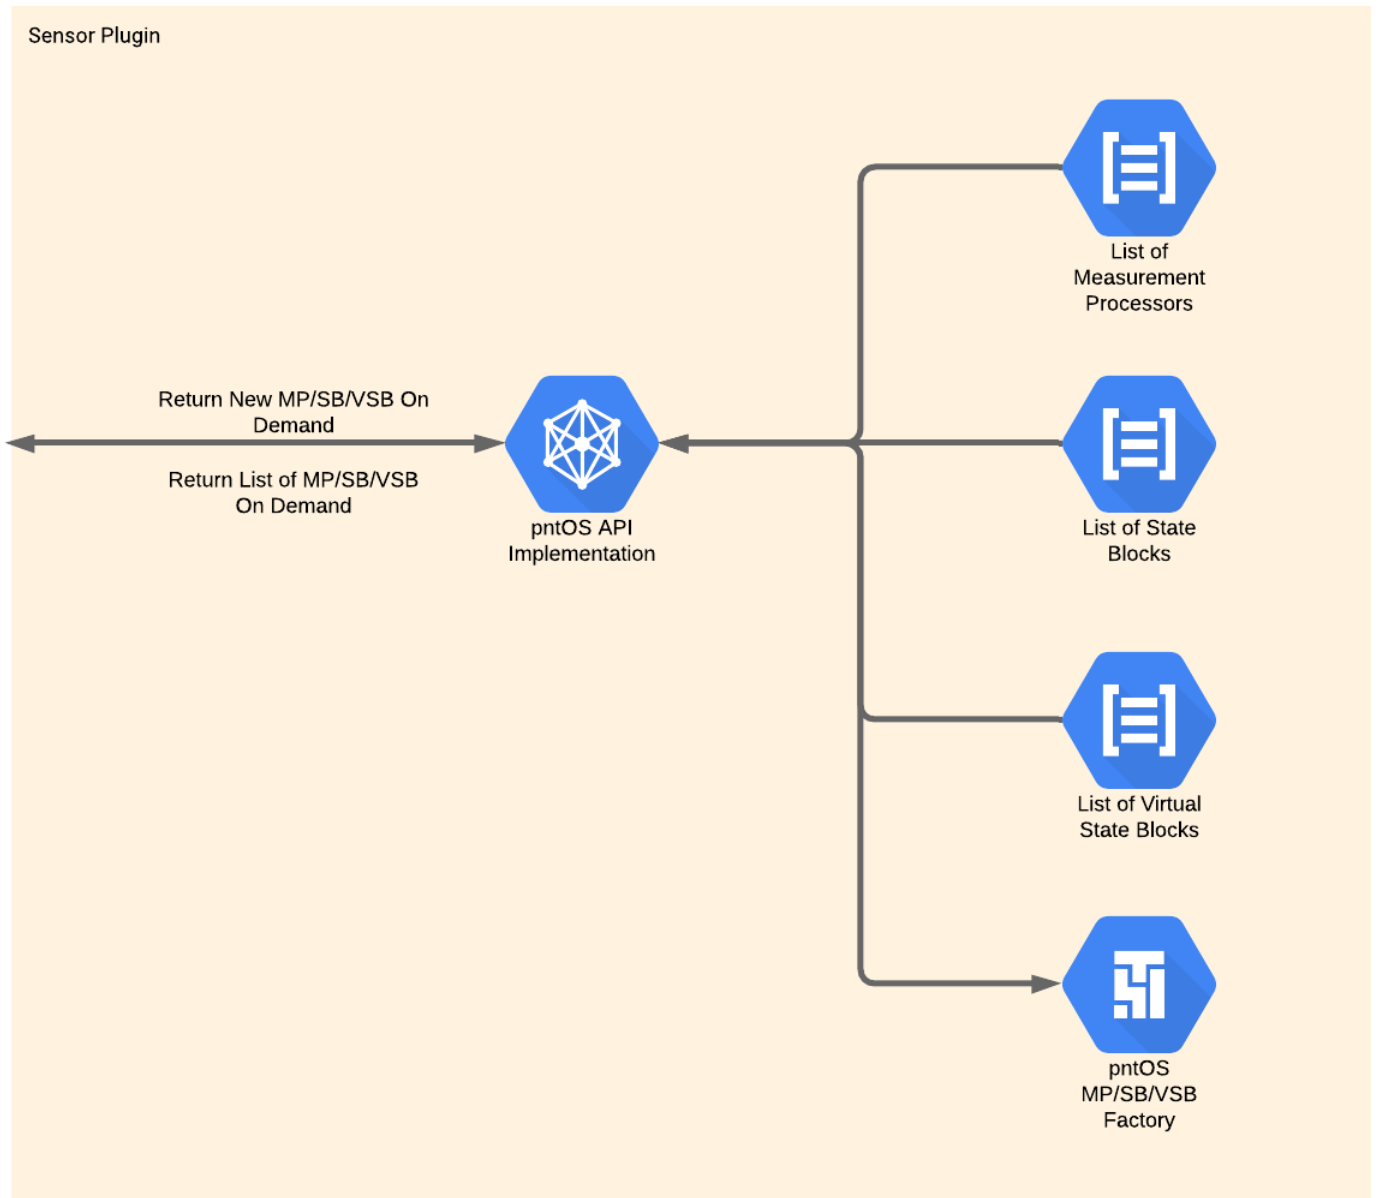 Sensor Plugin
List of
Measurement
Processors
Return New MP/SB/VSB On
Demand
Return List of MP/SB/VSB
On Demand
pntOS API
Implementation
List of State
Blocks
List of Virtual
State Blocks
pntOS
MP/SB/VSB
Factory